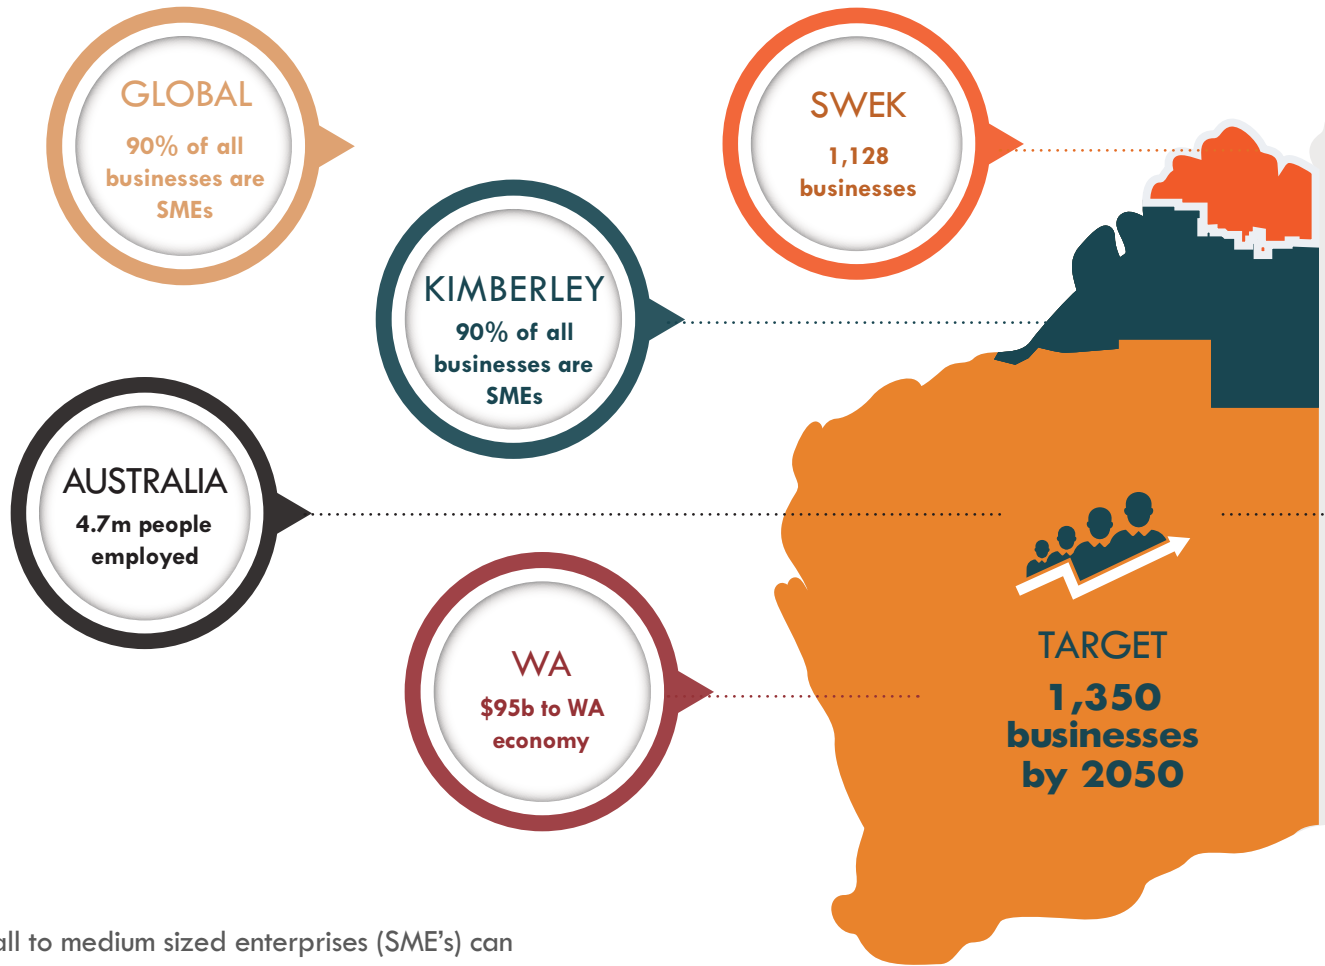 GLOBAL
90% of all
businesses are
SMEs
SWEK
1,128
businesses
KIMBERLEY
90% of all
businesses are
SMEs
AUSTRALIA
4.7m people
employed
WA
$95b to WA
economy
TARGET
1,350
businesses
by 2050
to medium sized enterprises (SME's) can